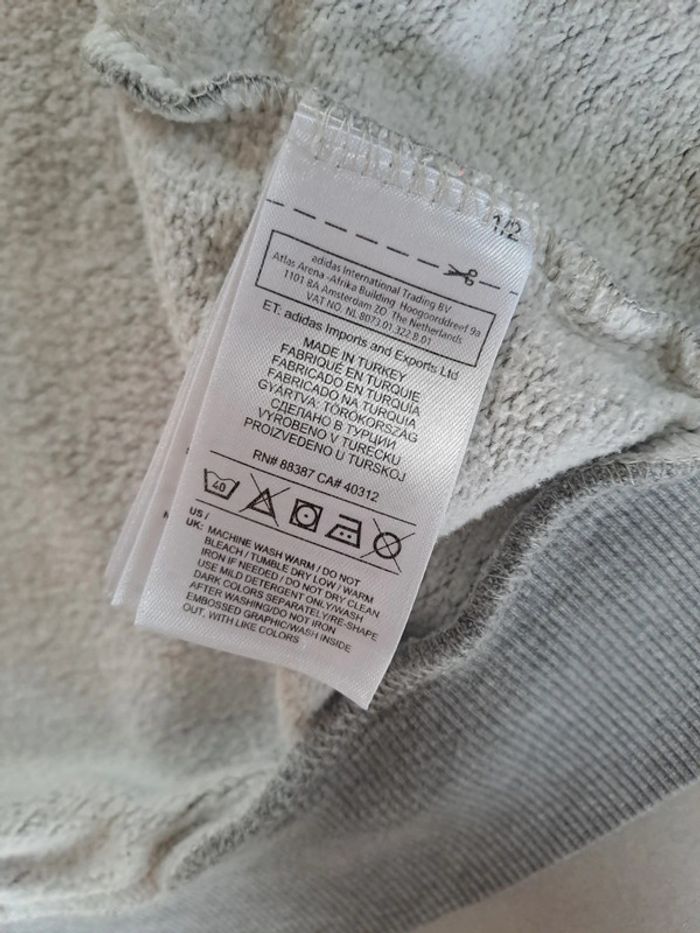 1/2
adidas International Trading BV
Atlas Arena -Afrika Building Hoogoorddreef 9a
1101 BA Amsterdam ZO The Netherlands
VAT NO. NL 8073.01.322.B.01
ET: adidas Imports and Exports Ltd
MADE IN TURKEY
FABRIQUÉ EN TURQUIE
FABRICADO EN TURQUIA
FABRICADO NA TURQUIA
GYÁRTVA: TÖRÖKORSZÁG
СДЕЛАНО В ТУРЦИИ
VYROBENO V TURECKU
PROIZVEDENO U TURSKOJ
RN# 88387 CA# 40312
40
US /
UK: MACHINE WASH WARM / DO NOT
BLEACH / TUMBLE DRY LOW / WARM
IRON IF NEEDED / DO NOT DRY CLEAN
USE MILD DETERGENT ONLY/WASH
DARK COLORS SEPARATELY/RE-SHAPE
AFTER WASHING/DO NOT IRON
EMBOSSED GRAPHIC/WASH INSIDE
OUT, WITH LIKE COLORS